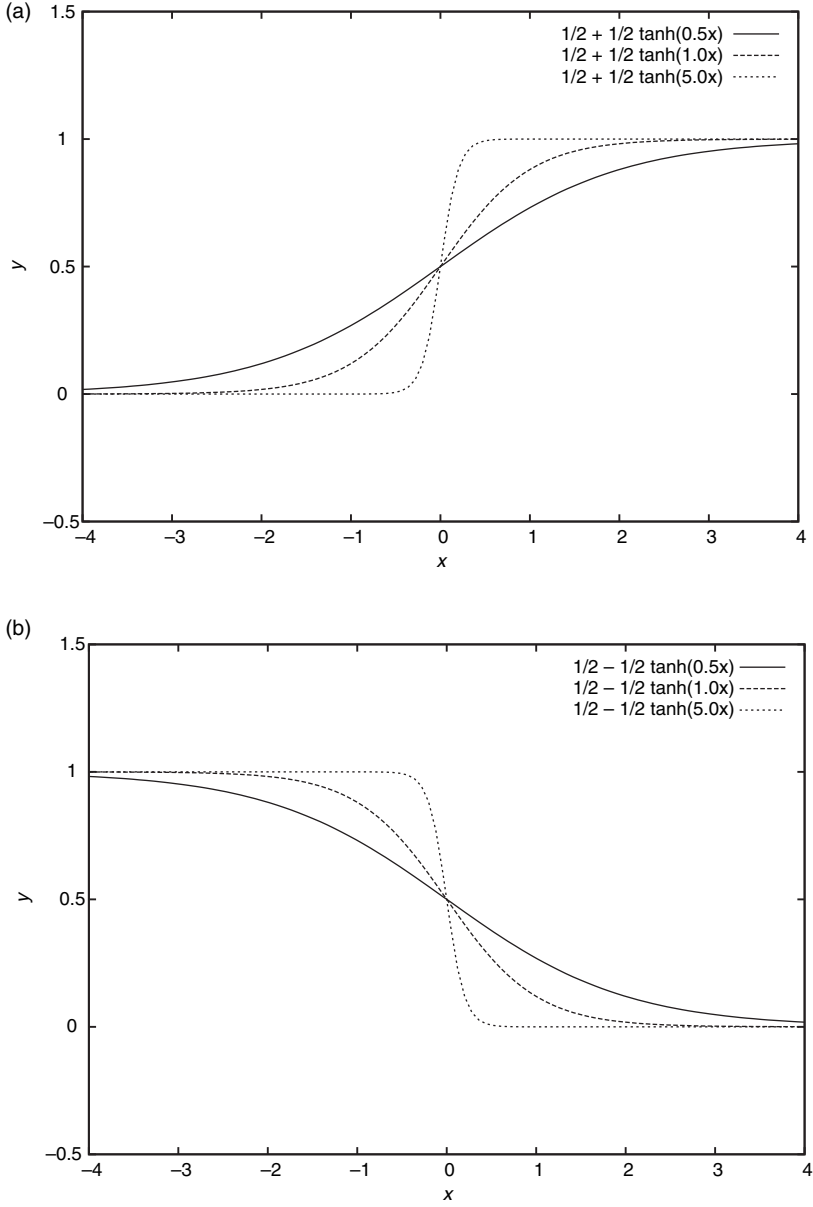 (a)
1.5
1/2 + 1/2 tanh(0.5x)
1/2 + 1/2 tanh(1.0x)
1/2 + 1/2 tanh(5.0x)
1
y
0.5
0
–0.5
–4 –3 –2 –1 0 1 2 3 4
x
(b)
1.5
1/2 – 1/2 tanh(0.5x)
1/2 – 1/2 tanh(1.0x)
1/2 – 1/2 tanh(5.0x)
1
y
0.5
0
–0.5
–4 –3 –2 –1 0 1 2 3 4
x